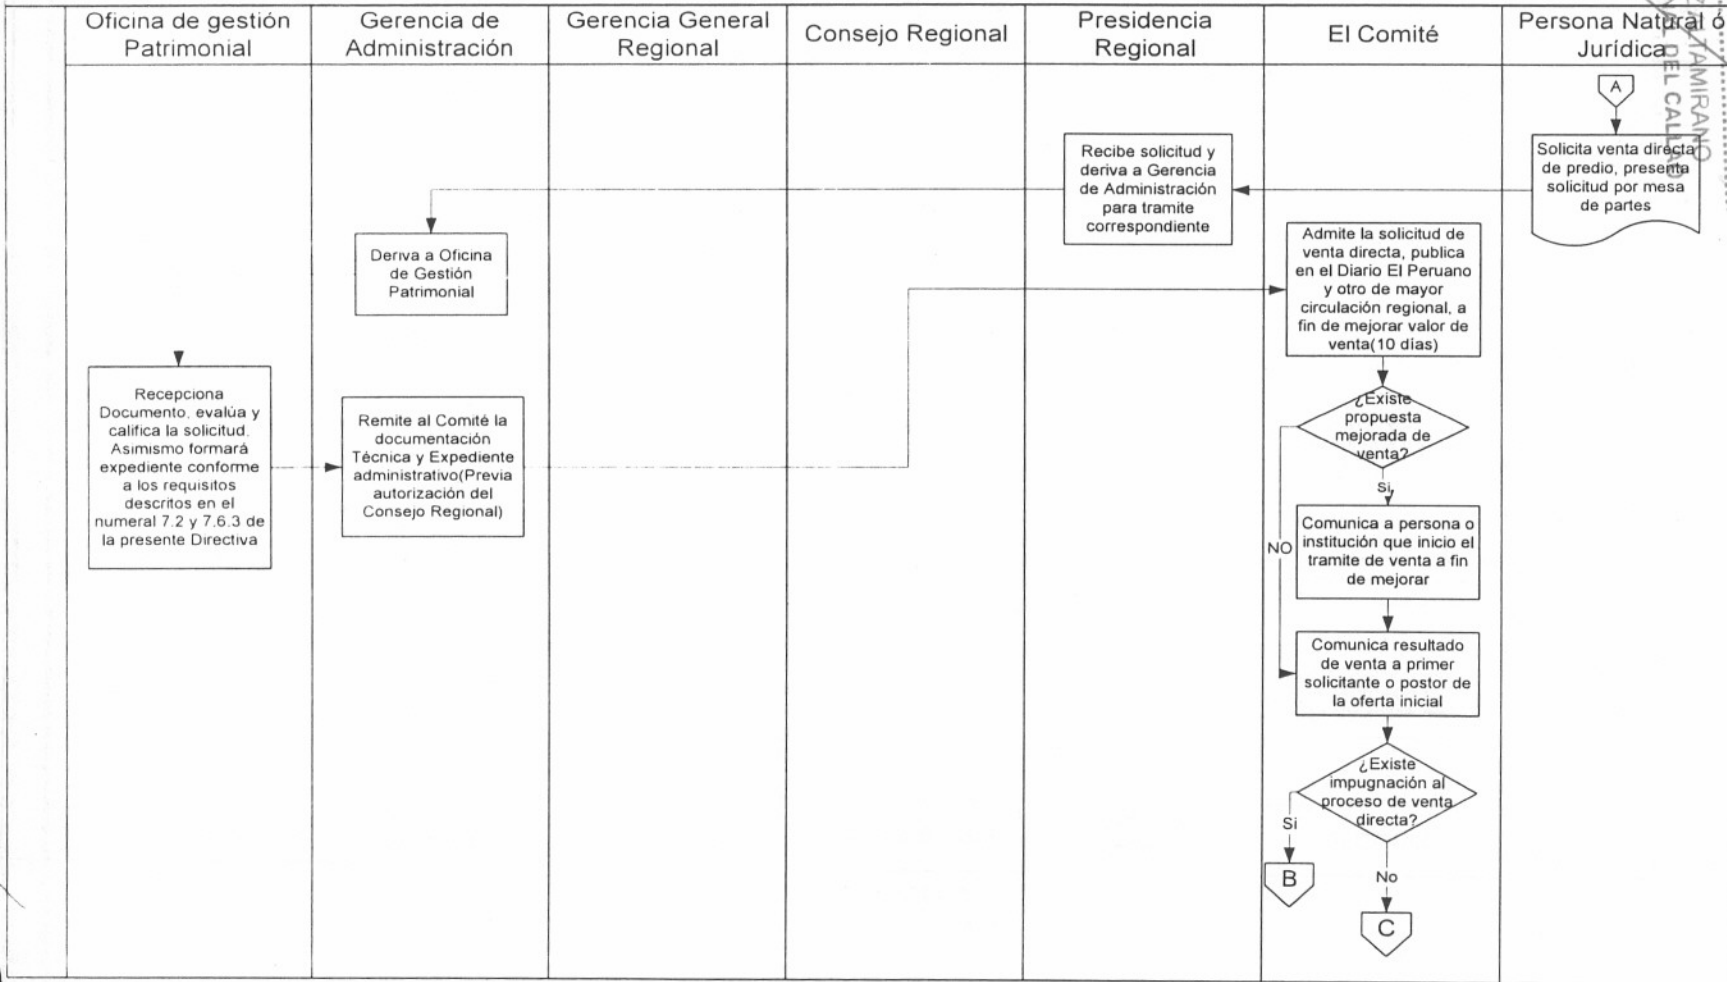 Oficina de gestión
Patrimonial
Gerencia de
Administración
Gerencia General
Regional
Consejo Regional
Presidencia
Regional
El Comité
Persona Natural ó
Jurídica
ALTAMIRANO
DEL CALLAO
A
Solicita venta directa
de predio, presenta
solicitud por mesa
de partes
Recibe solicitud y
deriva a Gerencia
de Administración
para tramite
correspondiente
Deriva a Oficina
de Gestión
Patrimonial
Recepciona
Documento, evalúa y
califica la solicitud.
Asimismo formará
expediente conforme
a los requisitos
descritos en el
numeral 7.2 y 7.6.3 de
la presente Directiva
Remite al Comité la
documentación
Técnica y Expediente
administrativo(Previa
autorización del
Consejo Regional)
Admite la solicitud de
venta directa, publica
en el Diario El Peruano
y otro de mayor
circulación regional, a
fin de mejorar valor de
venta(10 días)
¿Existe
propuesta
mejorada de
venta?
Si
NO
Comunica a persona o
institución que inicio el
tramite de venta a fin
de mejorar
Comunica resultado
de venta a primer
solicitante o postor de
la oferta inicial
¿Existe
impugnación al
proceso de venta
directa?
Si
B
No
C